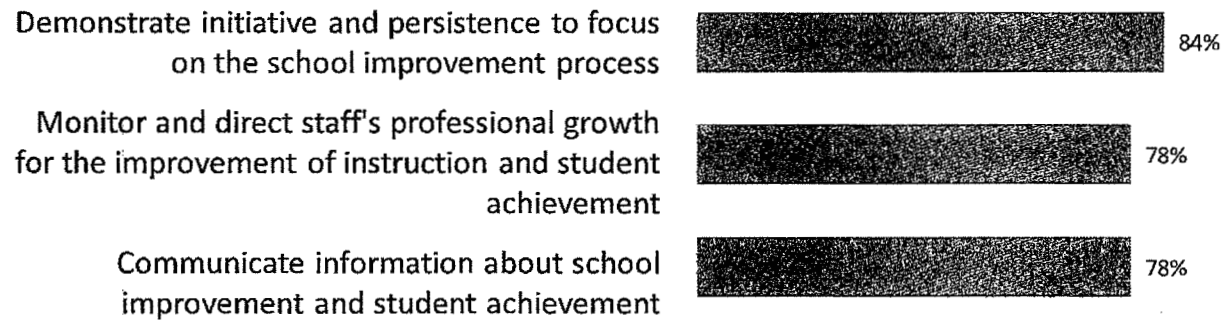 Demonstrate initiative and persistence to focus
on the school improvement process
84%
Monitor and direct staff's professional growth
for the improvement of instruction and student
achievement
78%
Communicate information about school
improvement and student achievement
78%